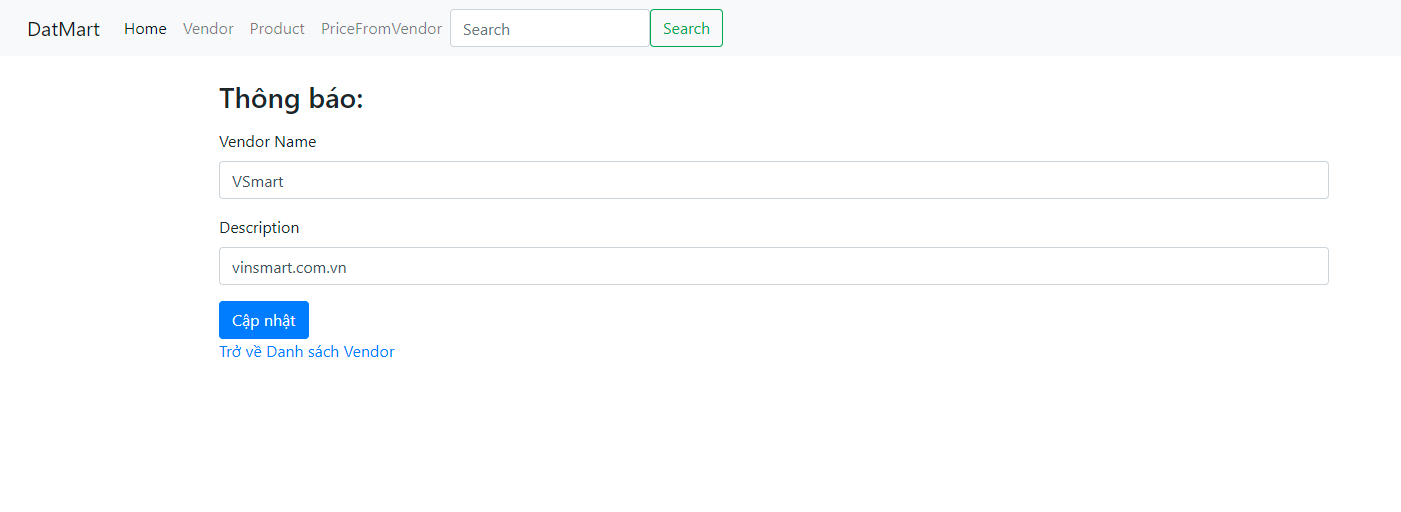 DatMart Home Vendor Product PriceFromVendor Search Search
Thông báo:
Vendor Name
VSmart
Description
vinsmart.com.vn
Cập nhật
Trở về Danh sách Vendor